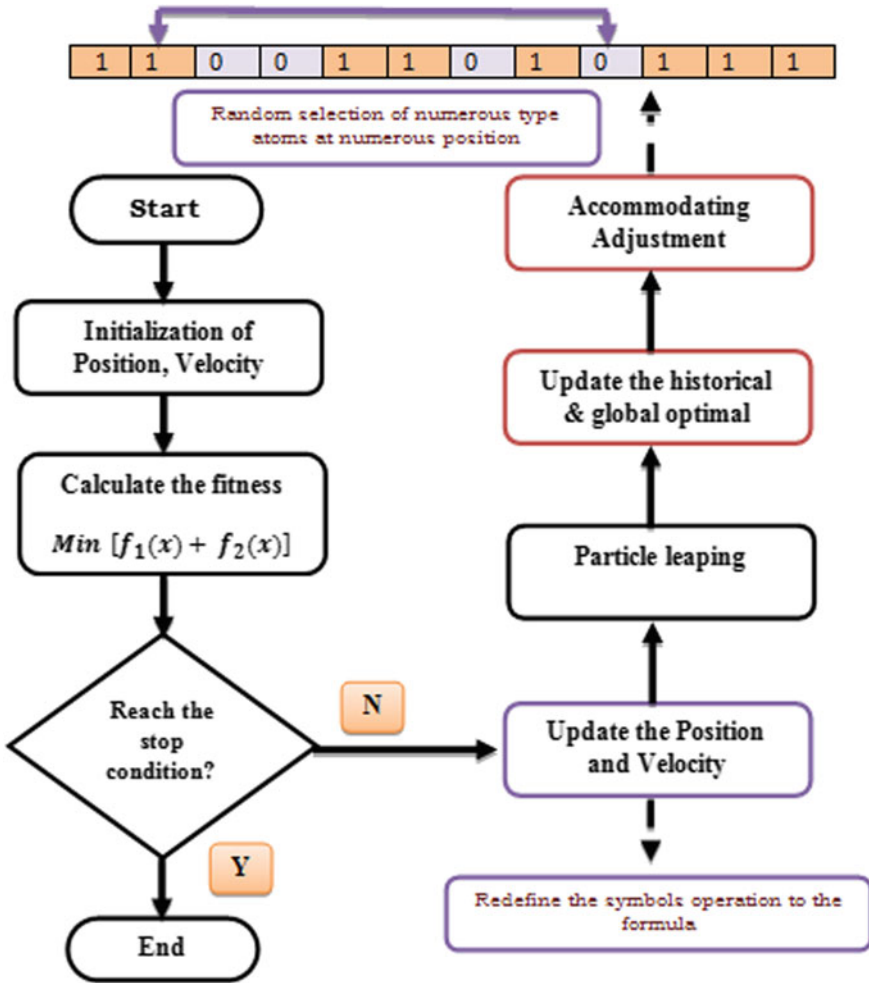 1 1 0 0 1 1 0 1 0 1 1 1
Random selection of numerous type
atoms at numerous position
Start
Initialization of
Position, Velocity
Calculate the fitness
Min [f₁(x) + f₂(x)]
Reach the
stop
condition?
Y
End
N
Update the Position
and Velocity
Redefine the symbols operation to the
formula
Particle leaping
Update the historical
& global optimal
Accommodating
Adjustment